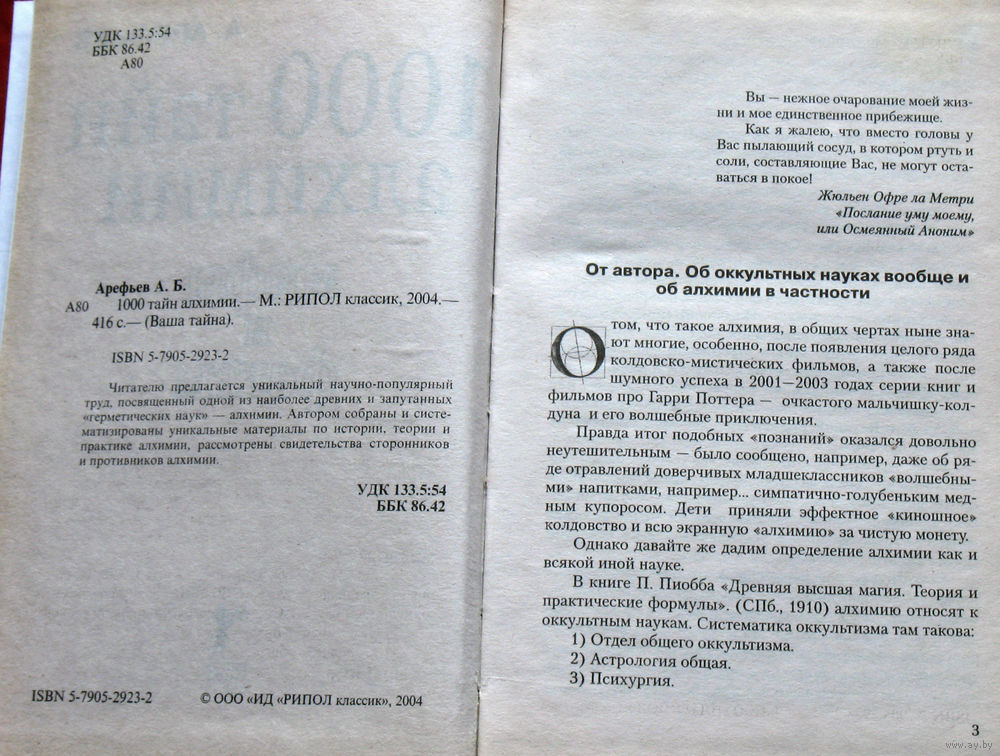 УДК 133.5:54
ББК 86.42
А80
Арефьев А. Б.
А80 1000 тайн алхимии.— М.: РИПОЛ классик, 2004.—
416 с.— (Ваша тайна).
ISBN 5-7905-2923-2
Читателю предлагается уникальный научно-популярный
труд, посвященный одной из наиболее древних и запутанных
«герметических наук» — алхимии. Автором собраны и систе-
матизированы уникальные материалы по истории, теории и
практике алхимии, рассмотрены свидетельства сторонников
и противников алхимии.
УДК 133.5:54
ББК 86.42
ISBN 5-7905-2923-2
© ООО «ИД «РИПОЛ классик», 2004
Вы — нежное очарование моей жиз-
ни и мое единственное прибежище.
Как я жалею, что вместо головы у
Вас пылающий сосуд, в котором ртуть и
соли, составляющие Вас, не могут оста-
ваться в покое!
Жюльен Офре ла Метри
«Послание уму моему,
или Осмеянный Аноним»
От автора. Об оккультных науках вообще и
об алхимии в частности
О том, что такое алхимия, в общих чертах ныне зна-
ют многие, особенно, после появления целого ряда
колдовско-мистических фильмов, а также после
шумного успеха в 2001—2003 годах серии книг и
фильмов про Гарри Поттера — очкастого мальчишку-кол-
дуна и его волшебные приключения.
Правда итог подобных «познаний» оказался довольно
неутешительным — было сообщено, например, даже об ря-
де отравлений доверчивых младшеклассников «волшебны-
ми» напитками, например... симпатично-голубеньким мед-
ным купоросом. Дети приняли эффектное «киношное»
колдовство и всю экранную «алхимию» за чистую монету.
Однако давайте же дадим определение алхимии как и
всякой иной науке.
В книге П. Пиобба «Древняя высшая магия. Теория и
практические формулы». (СПб., 1910) алхимию относят к
оккультным наукам. Систематика оккультизма там такова:
1) Отдел общего оккультизма.
2) Астрология общая.
3) Психургия.
3
www.ay.by